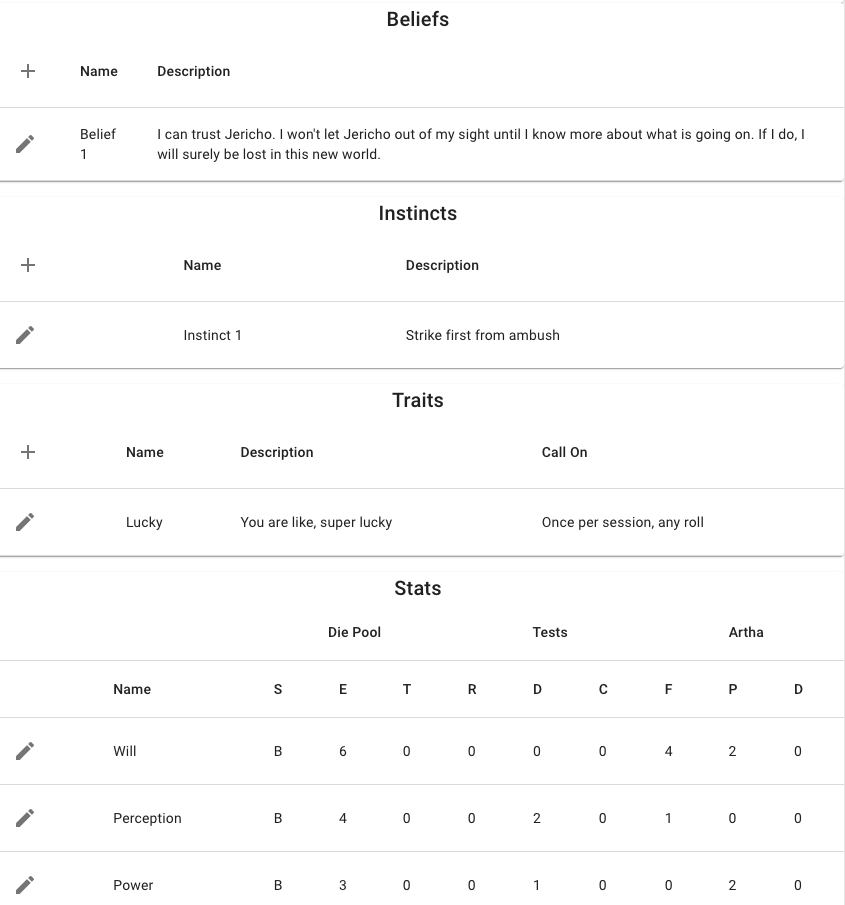 Beliefs
Name Description
Belief 1 I can trust Jericho. I won't let Jericho out of my sight until I know more about what is going on. If I do, I
will surely be lost in this new world.
Instincts
Name Description
Instinct 1 Strike first from ambush
Traits
Name Description Call On
Lucky You are like, super lucky Once per session, any roll
Stats
Die Pool Tests Artha
Name S E T R D C F P D
Will B 6 0 0 0 0 4 2 0
Perception B 4 0 0 2 0 1 0 0
Power B 3 0 0 1 0 0 2 0